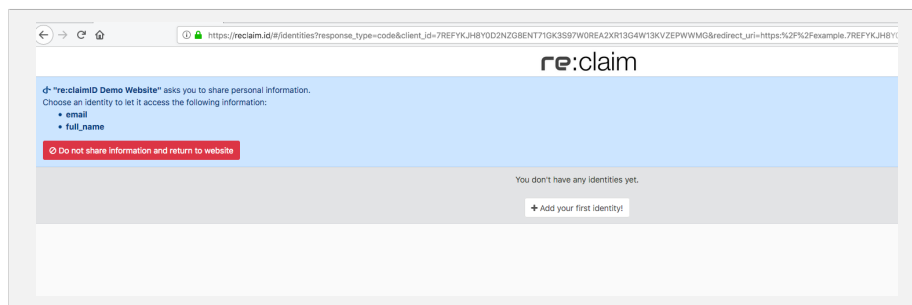 https://reclaim.id/#/identities?response_type=code&client_id=7REFYKJH8Y0D2NZG8ENT71GK3S97W0REA2XR13G4W13KVZEPWWMG&redirect_uri=https:%2F%2Fexample.7REFYKJH8Y
re:claim
"re:claimID Demo Website" asks you to share personal information.
Choose an identity to let it access the following information:
• email
• full_name
Do not share information and return to website
You don't have any identities yet.
+ Add your first identity!